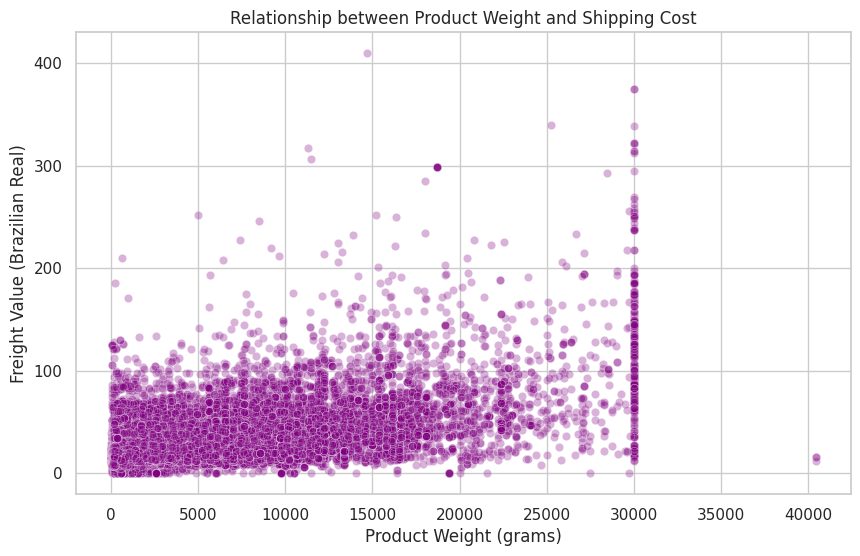 Relationship between Product Weight and Shipping Cost
Freight Value (Brazilian Real)
400
300
200
100
0
0 5000 10000 15000 20000 25000 30000 35000 40000
Product Weight (grams)